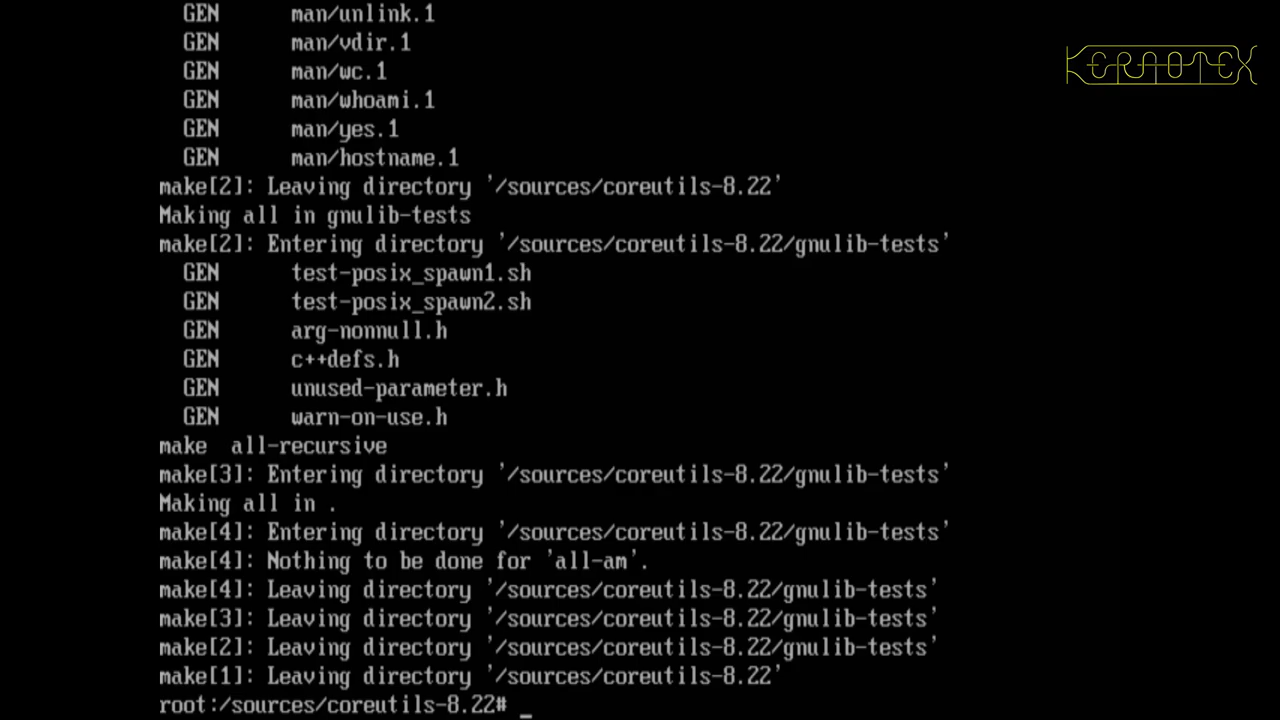 GEN man/unlink.1
KERNOTEX
GEN man/vdir.1
GEN man/wc.1
GEN man/whoami.1
GEN man/yes.1
GEN man/hostname.1
make[2]: Leaving directory '/sources/coreutils-8.22'
Making all in gnulib-tests
make[2]: Entering directory '/sources/coreutils-8.22/gnulib-tests'
GEN test-posix_spawn1.sh
GEN test-posix_spawn2.sh
GEN arg-nonnull.h
GEN c++defs.h
GEN unused-parameter.h
GEN warn-on-use.h
make  all-recursive
make[3]: Entering directory '/sources/coreutils-8.22/gnulib-tests'
Making all in .
make[4]: Entering directory '/sources/coreutils-8.22/gnulib-tests'
make[4]: Nothing to be done for 'all-am'.
make[4]: Leaving directory '/sources/coreutils-8.22/gnulib-tests'
make[3]: Leaving directory '/sources/coreutils-8.22/gnulib-tests'
make[2]: Leaving directory '/sources/coreutils-8.22/gnulib-tests'
make[1]: Leaving directory '/sources/coreutils-8.22'
root:/sources/coreutils-8.22# _